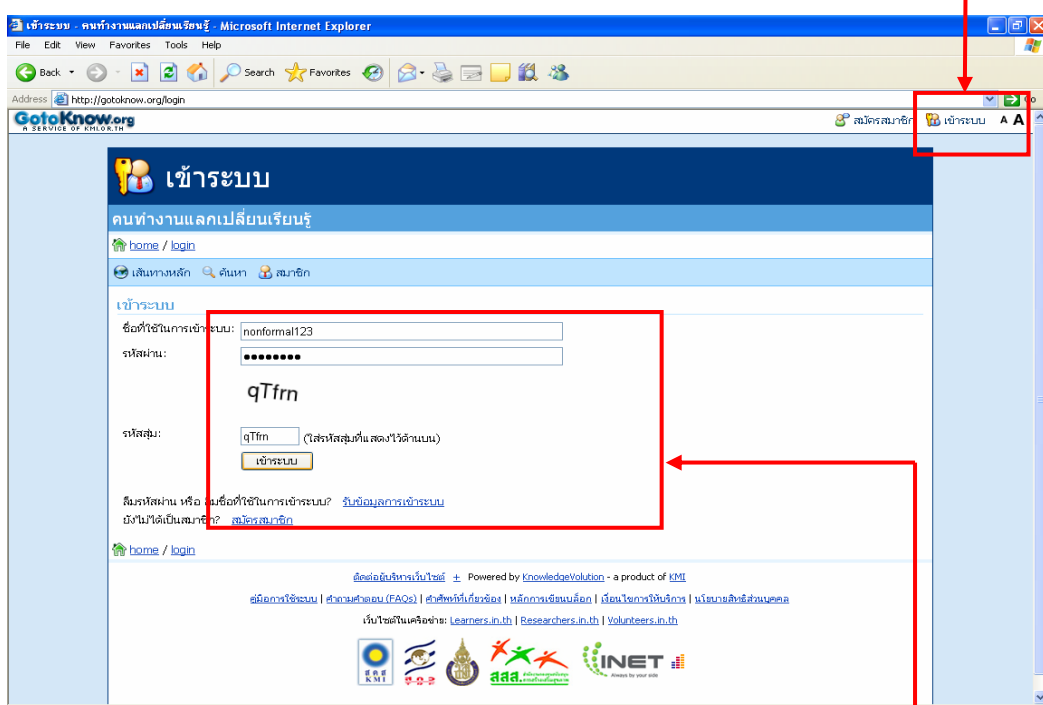 เข้าระบบ - คนทำงานแลกเปลี่ยนเรียนรู้ - Microsoft Internet Explorer
File Edit View Favorites Tools Help
Back Search Favorites
Address http://gotoknow.org/login
GotoKnow.org สมัครสมาชิก เข้าระบบ A A
A SERVICE OF KMI.OR.TH
เข้าระบบ
คนทำงานแลกเปลี่ยนเรียนรู้
home / login
เส้นทางหลัก ค้นหา สมาชิก
เข้าระบบ
ชื่อที่ใช้ในการเข้าระบบ: nonformal123
รหัสผ่าน: ●●●●●●●●
qTfrn
รหัสสุ่ม: qTfrn (ใส่รหัสสุ่มที่แสดงไว้ด้านบน)
เข้าระบบ
ลืมรหัสผ่าน หรือ ลืมชื่อที่ใช้ในการเข้าระบบ? รับข้อมูลการเข้าระบบ
ยังไม่ได้เป็นสมาชิก? สมัครสมาชิก
home / login
ติดต่อผู้บริหารเว็บไซต์ + Powered by KnowledgeVolution - a product of KMI
คู่มือการใช้ระบบ | คำถามคำตอบ (FAQs) | คำศัพท์ที่เกี่ยวข้อง | หลักการเขียนบล็อก | เงื่อนไขการให้บริการ | นโยบายสิทธิส่วนบุคคล
เว็บไซต์ในเครือข่าย: Learners.in.th | Researchers.in.th | Volunteers.in.th
สคส
KMI
สสส.
INET
Always by your side